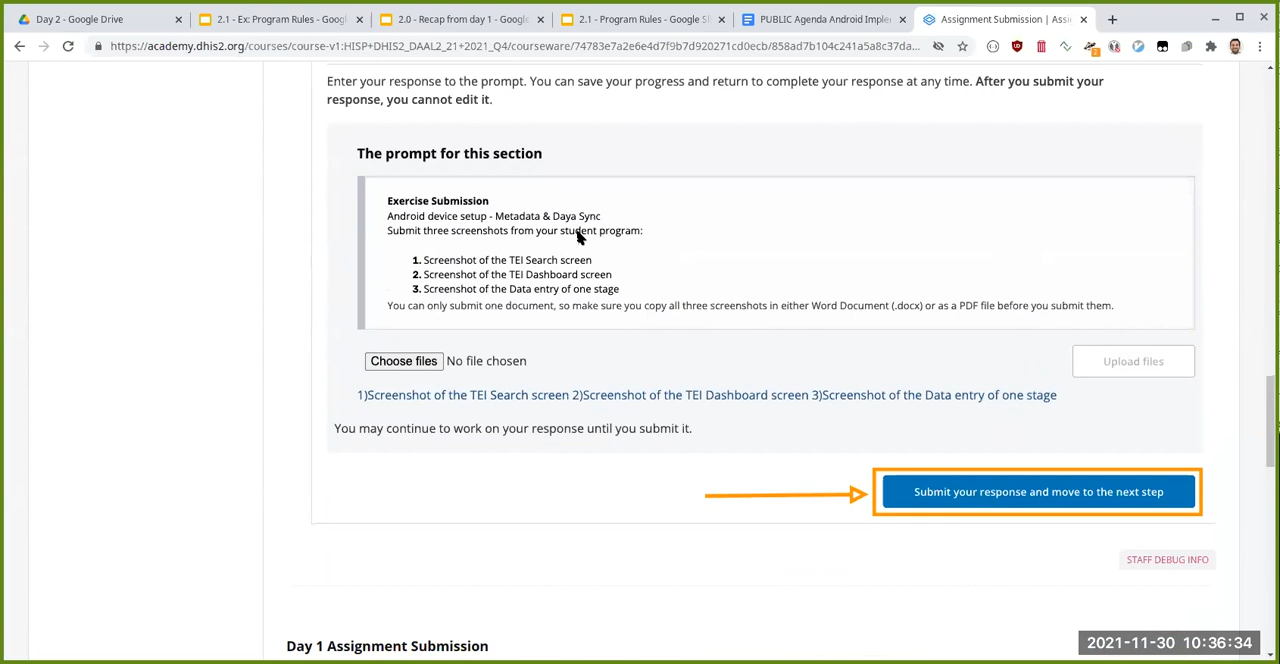 Day 2 - Google Drive
2.1 - Ex: Program Rules - Googl
2.0 - Recap from day 1 - Google
2.1 - Program Rules - Google Sl
PUBLIC Agenda Android Imple
Assignment Submission | Assi
https://academy.dhis2.org/courses/course-v1:HISP+DHIS2_DAAL2_21+2021_Q4/courseware/74783e7a2e6e4d7f9b7d920271cd0ecb/858ad7b104c241a5a8c37da...
Enter your response to the prompt. You can save your progress and return to complete your response at any time. After you submit your
response, you cannot edit it.
The prompt for this section
Exercise Submission
Android device setup - Metadata & Daya Sync
Submit three screenshots from your student program:
1. Screenshot of the TEI Search screen
2. Screenshot of the TEI Dashboard screen
3. Screenshot of the Data entry of one stage
You can only submit one document, so make sure you copy all three screenshots in either Word Document (.docx) or as a PDF file before you submit them.
Choose files No file chosen
Upload files
1)Screenshot of the TEI Search screen 2)Screenshot of the TEI Dashboard screen 3)Screenshot of the Data entry of one stage
You may continue to work on your response until you submit it.
Submit your response and move to the next step
STAFF DEBUG INFO
Day 1 Assignment Submission
2021-11-30 10:36:34